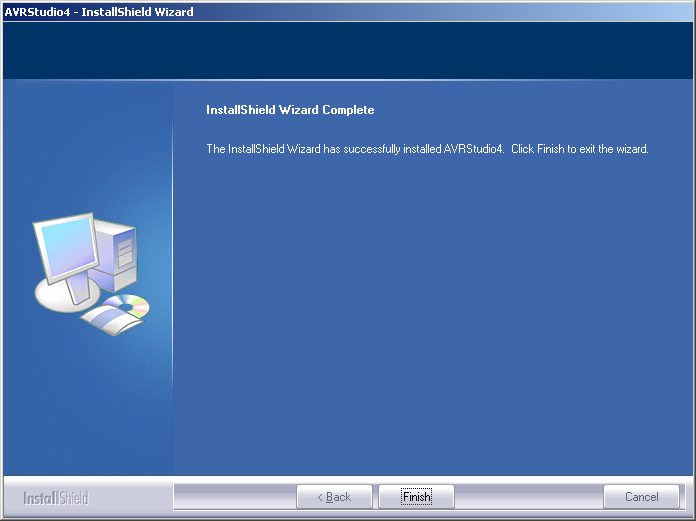 AVRStudio4 - InstallShield Wizard
InstallShield Wizard Complete
The InstallShield Wizard has successfully installed AVRStudio4. Click Finish to exit the wizard.
InstallShield
< Back
Finish
Cancel